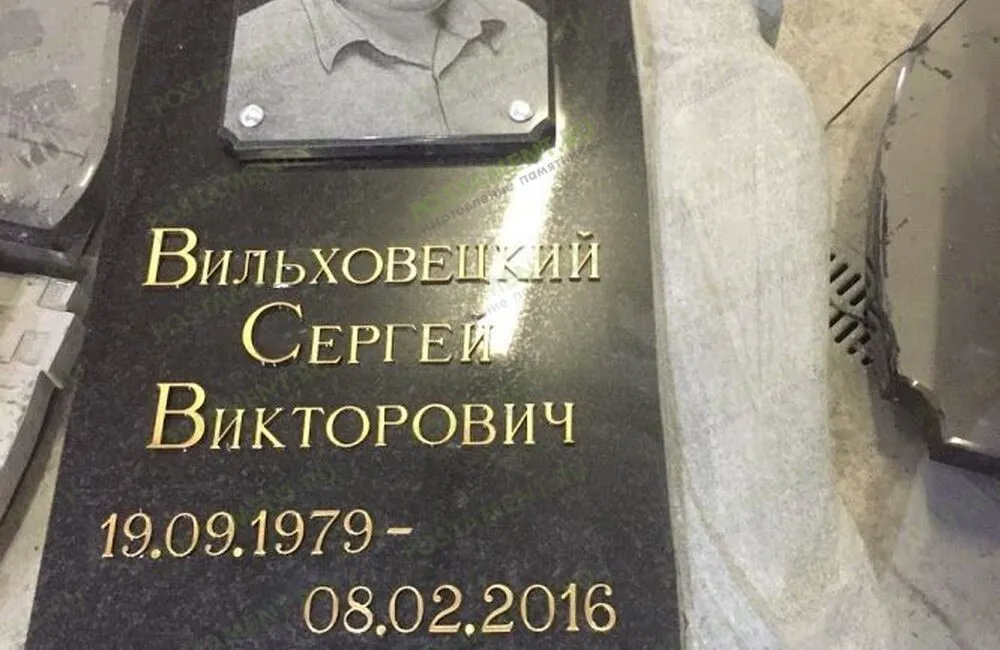 Вильховецкий
Сергей
Викторович
19.09.1979 –
08.02.2016